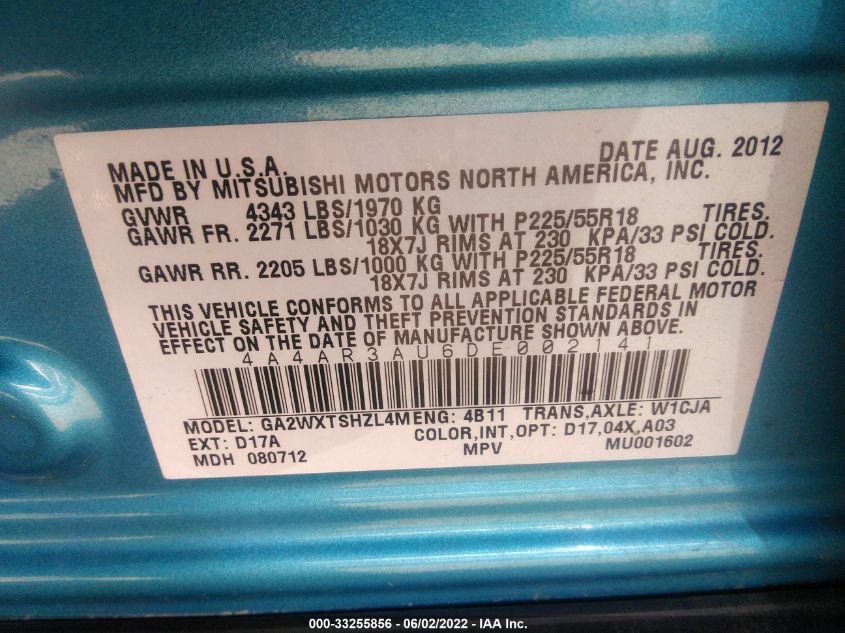 MADE IN U.S.A. DATE AUG. 2012
MFD BY MITSUBISHI MOTORS NORTH AMERICA, INC.
GVWR 4343 LBS/1970 KG
GAWR FR. 2271 LBS/1030 KG WITH P225/55R18 TIRES.
18X7J RIMS AT 230 KPA/33 PSI COLD.
GAWR RR. 2205 LBS/1000 KG WITH P225/55R18 TIRES.
18X7J RIMS AT 230 KPA/33 PSI COLD.
THIS VEHICLE CONFORMS TO ALL APPLICABLE FEDERAL MOTOR
VEHICLE SAFETY AND THEFT PREVENTION STANDARDS IN
EFFECT ON THE DATE OF MANUFACTURE SHOWN ABOVE.
4A4AR3AU6DE002141
MODEL: GA2WXTSHZL4M ENG: 4B11 TRANS,AXLE: W1CJA
EXT: D17A COLOR,INT,OPT: D17,04X,A03
MDH 080712 MPV MU001602
000-33255856 - 06/02/2022 - IAA Inc.